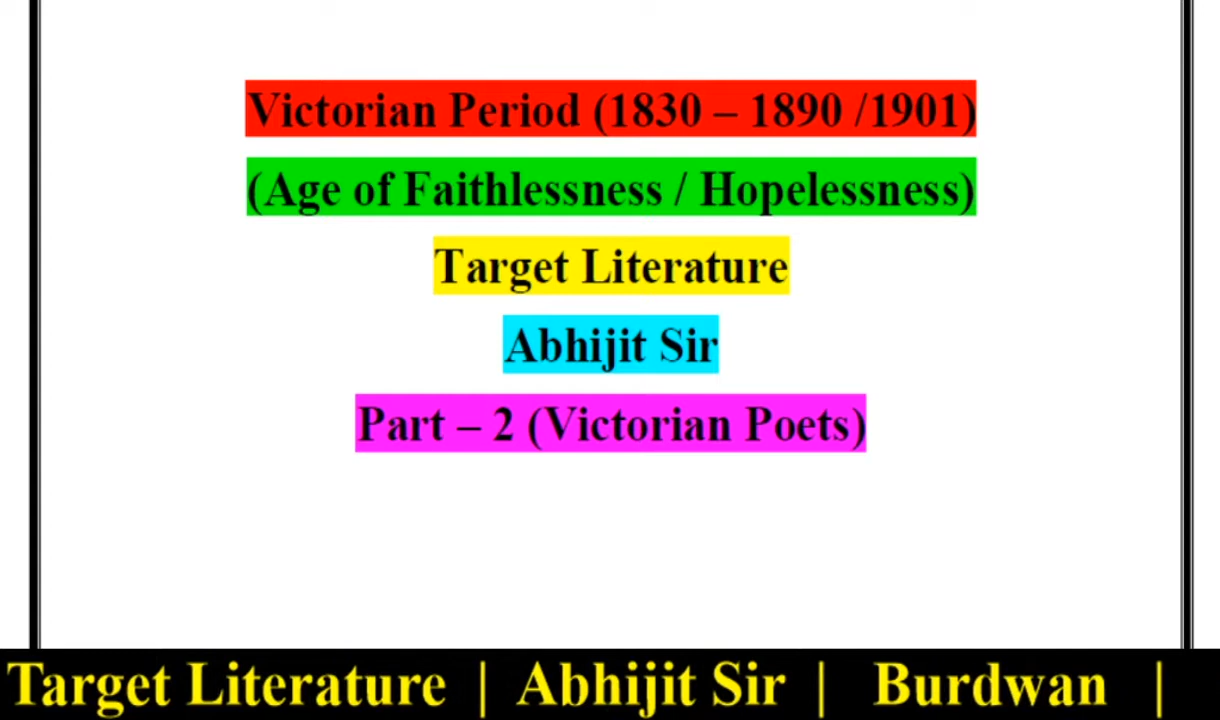 Victorian Period (1830 – 1890 /1901)
(Age of Faithlessness / Hopelessness)
Target Literature
Abhijit Sir
Part – 2 (Victorian Poets)
Target Literature | Abhijit Sir | Burdwan |